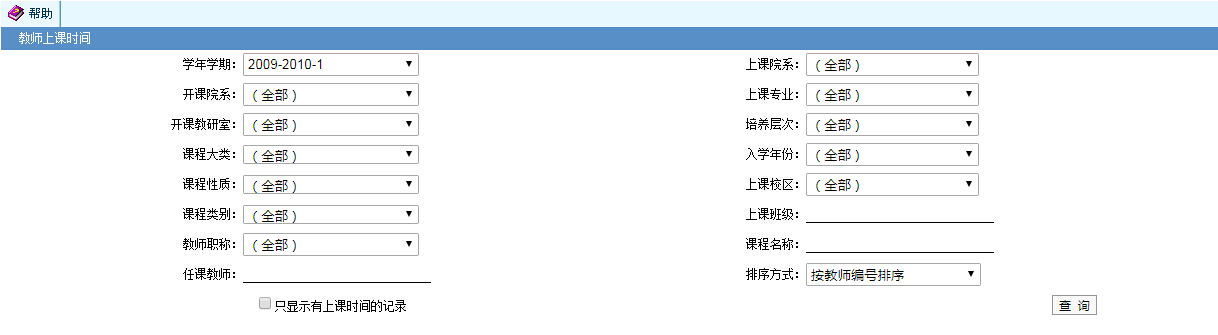 帮助
教师上课时间
学年学期： 2009-2010-1 上课院系： （全部）
开课院系： （全部） 上课专业： （全部）
开课教研室： （全部） 培养层次： （全部）
课程大类： （全部） 入学年份： （全部）
课程性质： （全部） 上课校区： （全部）
课程类别： （全部） 上课班级：
教师职称： （全部） 课程名称：
任课教师： 排序方式： 按教师编号排序
只显示有上课时间的记录 查 询